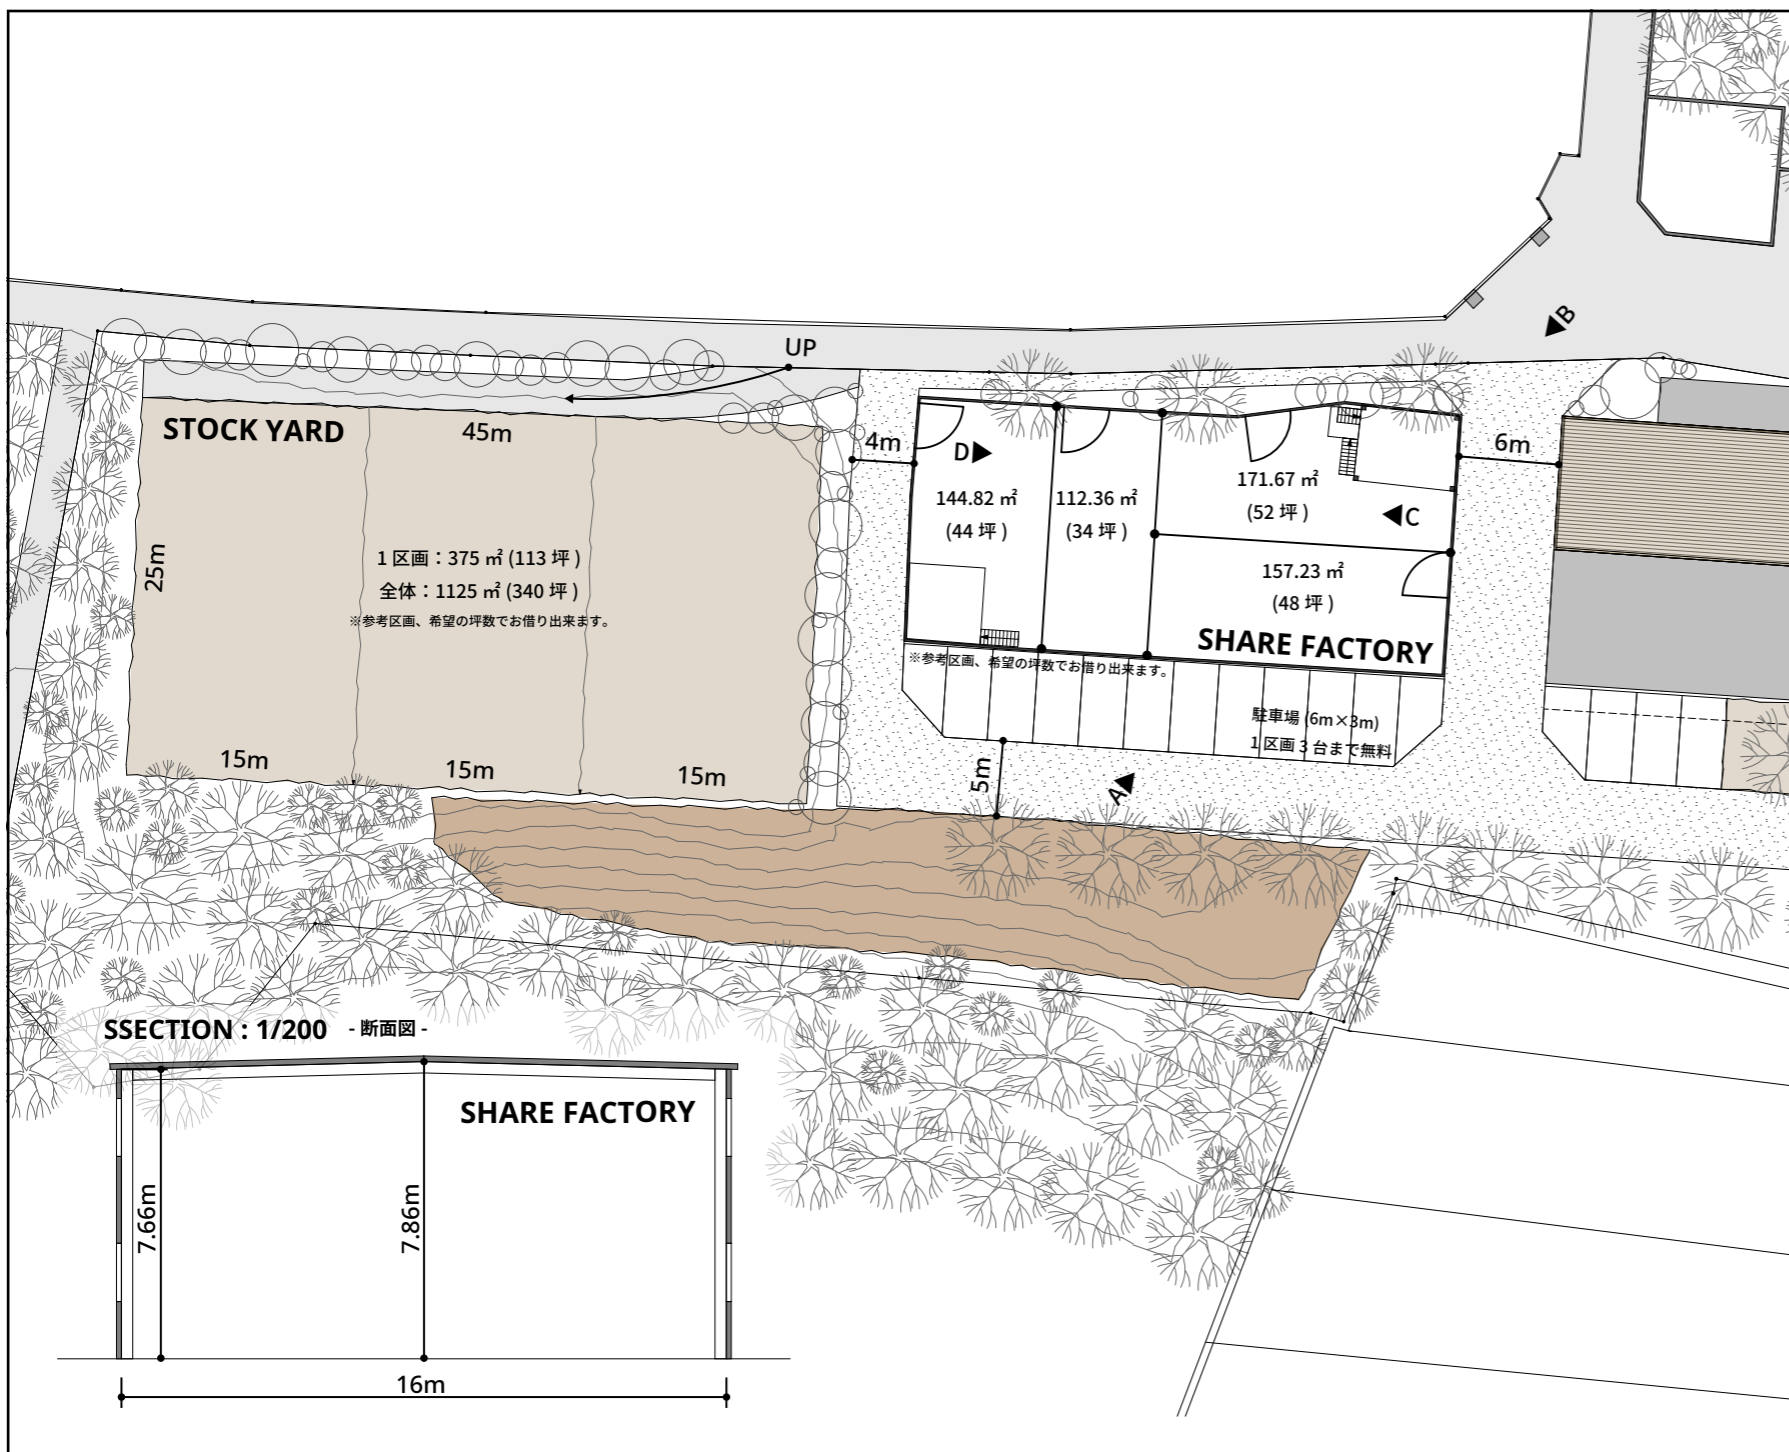 B
UP
STOCK YARD
45m
4m
D
6m
144.82 ㎡
(44 坪 )
112.36 ㎡
(34 坪 )
171.67 ㎡
(52 坪 )
C
157.23 ㎡
(48 坪 )
SHARE FACTORY
25m
1 区画：375 ㎡ (113 坪 )
全体：1125 ㎡ (340 坪 )
※参考区画、希望の坪数でお借り出来ます。
※参考区画、希望の坪数でお借り出来ます。
駐車場 (6m×3m)
1 区画 3 台まで無料
15m
15m
15m
5m
A
SSECTION : 1/200 - 断面図 -
SHARE FACTORY
7.66m
7.86m
16m